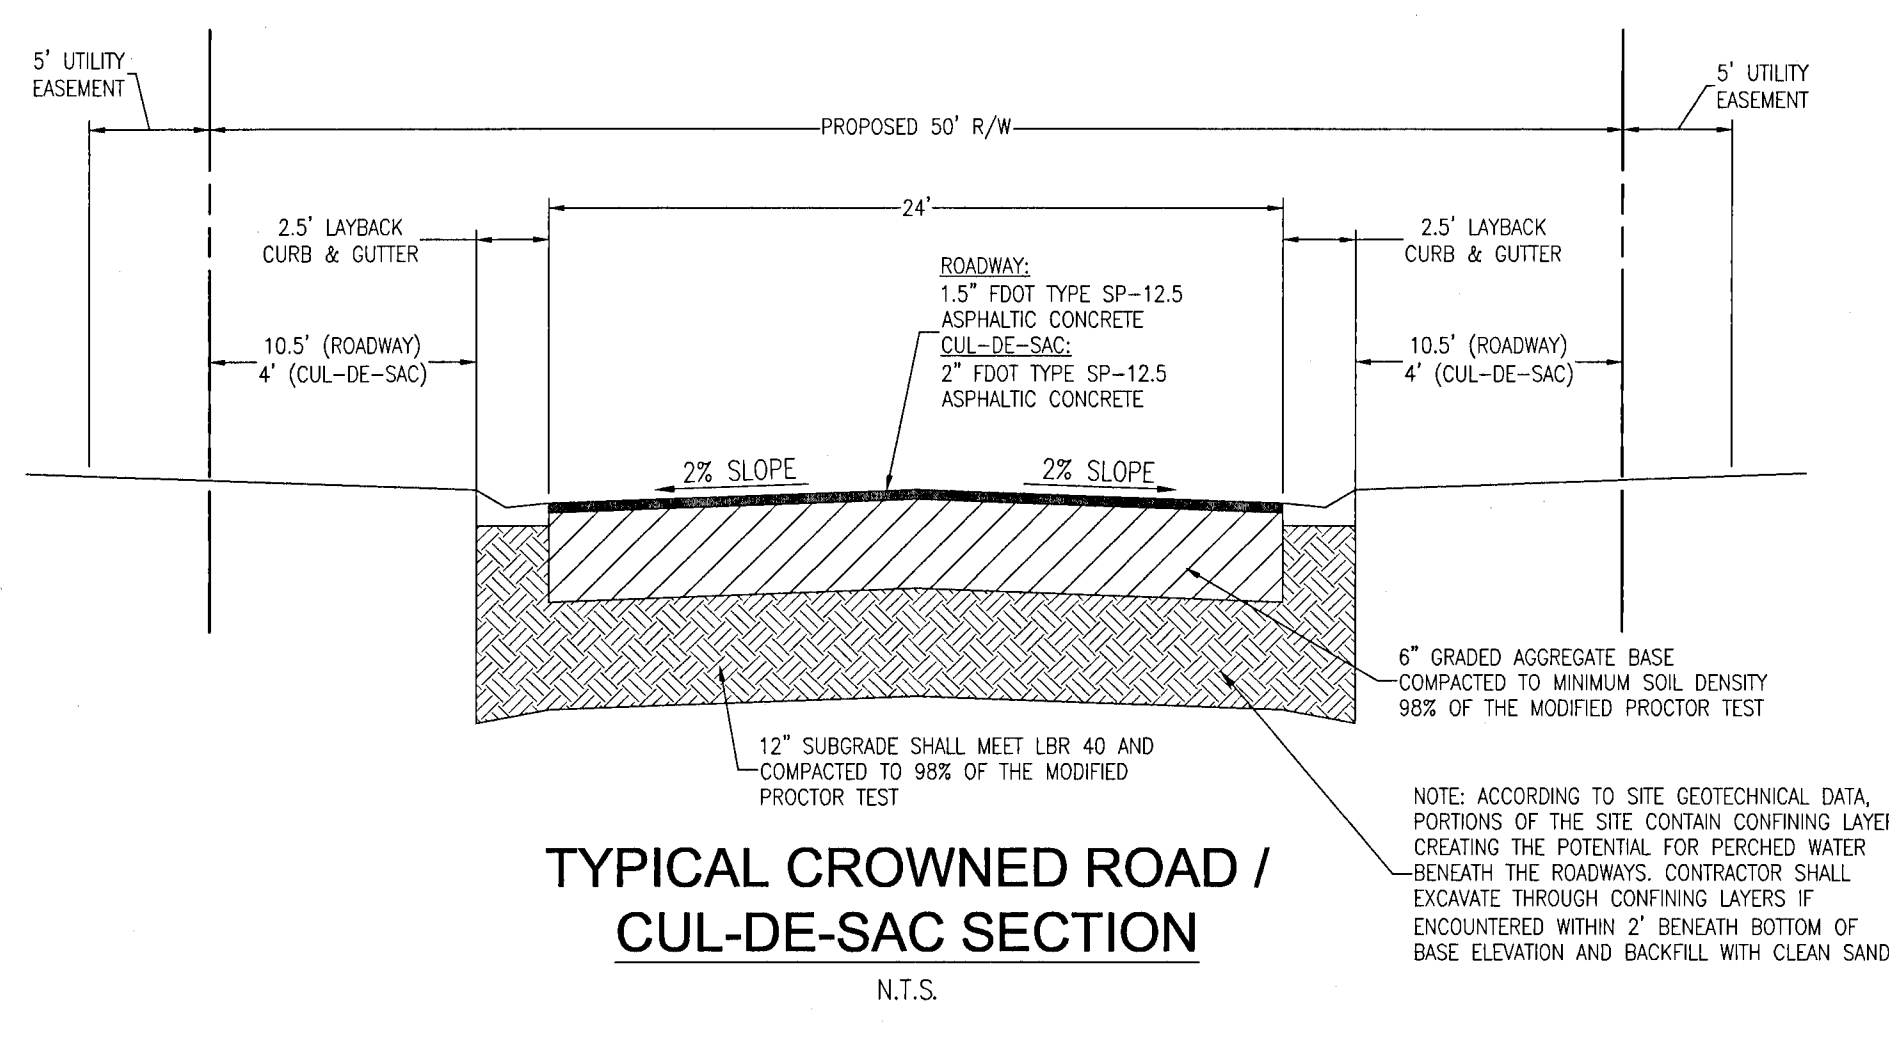 5' UTILITY
EASEMENT
5' UTILITY
EASEMENT
PROPOSED 50' R/W
24'
2.5' LAYBACK
CURB & GUTTER
2.5' LAYBACK
CURB & GUTTER
ROADWAY:
1.5" FDOT TYPE SP-12.5
ASPHALTIC CONCRETE
CUL-DE-SAC:
2" FDOT TYPE SP-12.5
ASPHALTIC CONCRETE
10.5' (ROADWAY)
4' (CUL-DE-SAC)
10.5' (ROADWAY)
4' (CUL-DE-SAC)
2% SLOPE
2% SLOPE
6" GRADED AGGREGATE BASE
COMPACTED TO MINIMUM SOIL DENSITY
98% OF THE MODIFIED PROCTOR TEST
12" SUBGRADE SHALL MEET LBR 40 AND
COMPACTED TO 98% OF THE MODIFIED
PROCTOR TEST
NOTE: ACCORDING TO SITE GEOTECHNICAL DATA,
PORTIONS OF THE SITE CONTAIN CONFINING
CREATING THE POTENTIAL FOR PERCHED WATER
BENEATH THE ROADWAYS. CONTRACTOR SHALL
EXCAVATE THROUGH CONFINING LAYERS IF
ENCOUNTERED WITHIN 2' BENEATH BOTTOM OF
BASE ELEVATION AND BACKFILL WITH CLEAN SAND
TYPICAL CROWNED ROAD /
CUL-DE-SAC SECTION
N.T.S.